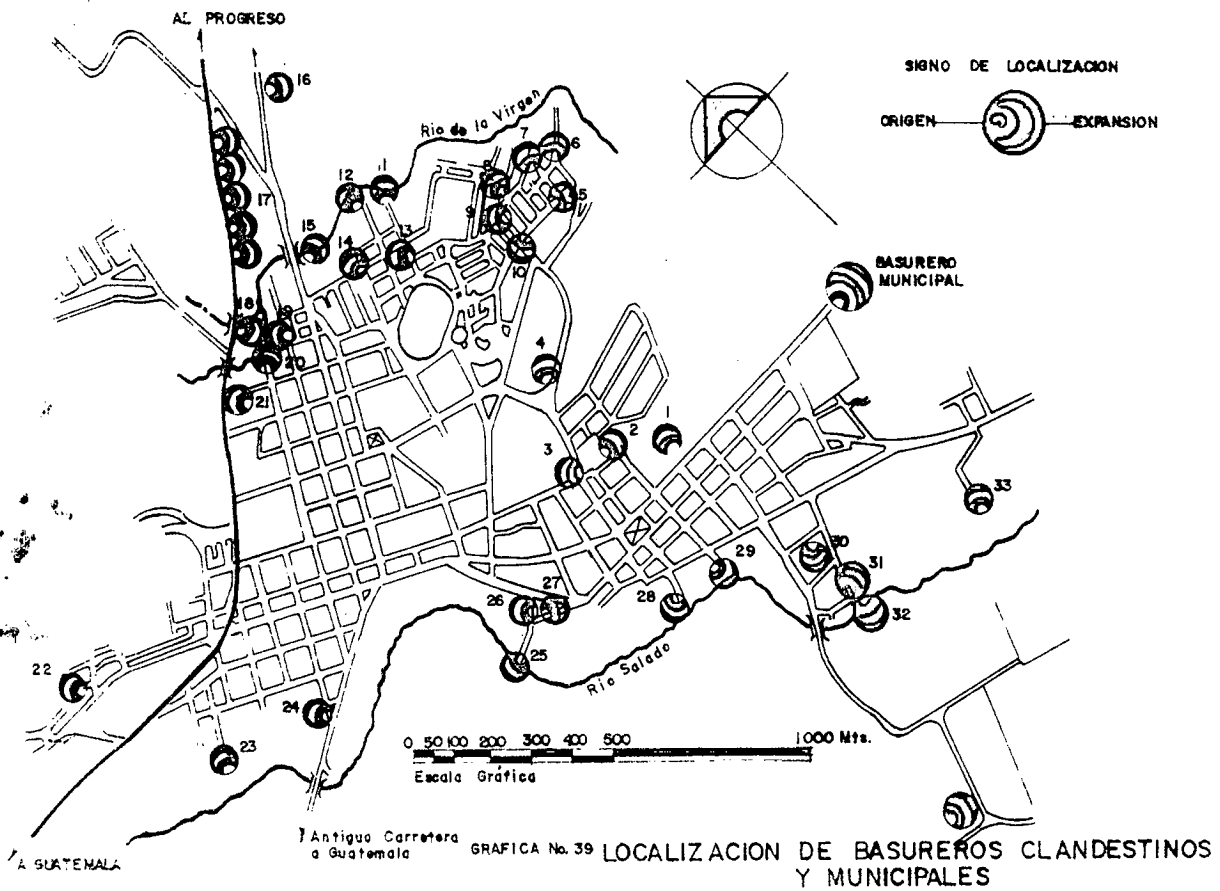 AL PROGRESO
16
SIGNO DE LOCALIZACION
ORIGEN
EXPANSION
Rio de la Virgen
7
6
8
5
9
10
12
11
17
15
14
13
BASURERO
MUNICIPAL
18
19
20
21
4
1
2
3
33
30
29
31
32
26
27
28
25
Rio Salado
22
24
23
0 50 100 200 300 400 500 1000 Mts.
Escala Gráfica
Antigua Carretera
a Guatemala
A GUATEMALA
GRAFICA No. 39 LOCALIZACION DE BASUREROS CLANDESTINOS
Y MUNICIPALES